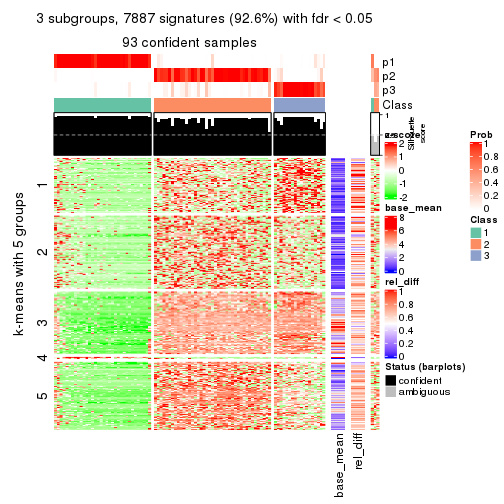 3 subgroups, 7887 signatures (92.6%) with fdr < 0.05
93 confident samples
p1
p2
p3
Class
1
Silhouette
score
k-means with 5 groups
1
2
3
4
5
base_mean
rel_diff
z-score
2
1
0
-1
-2
base_mean
8
6
4
2
0
rel_diff
1
0.8
0.6
0.4
0.2
0
Status (barplots)
confident
ambiguous
Prob
1
0.8
0.6
0.4
0.2
0
Class
1
2
3